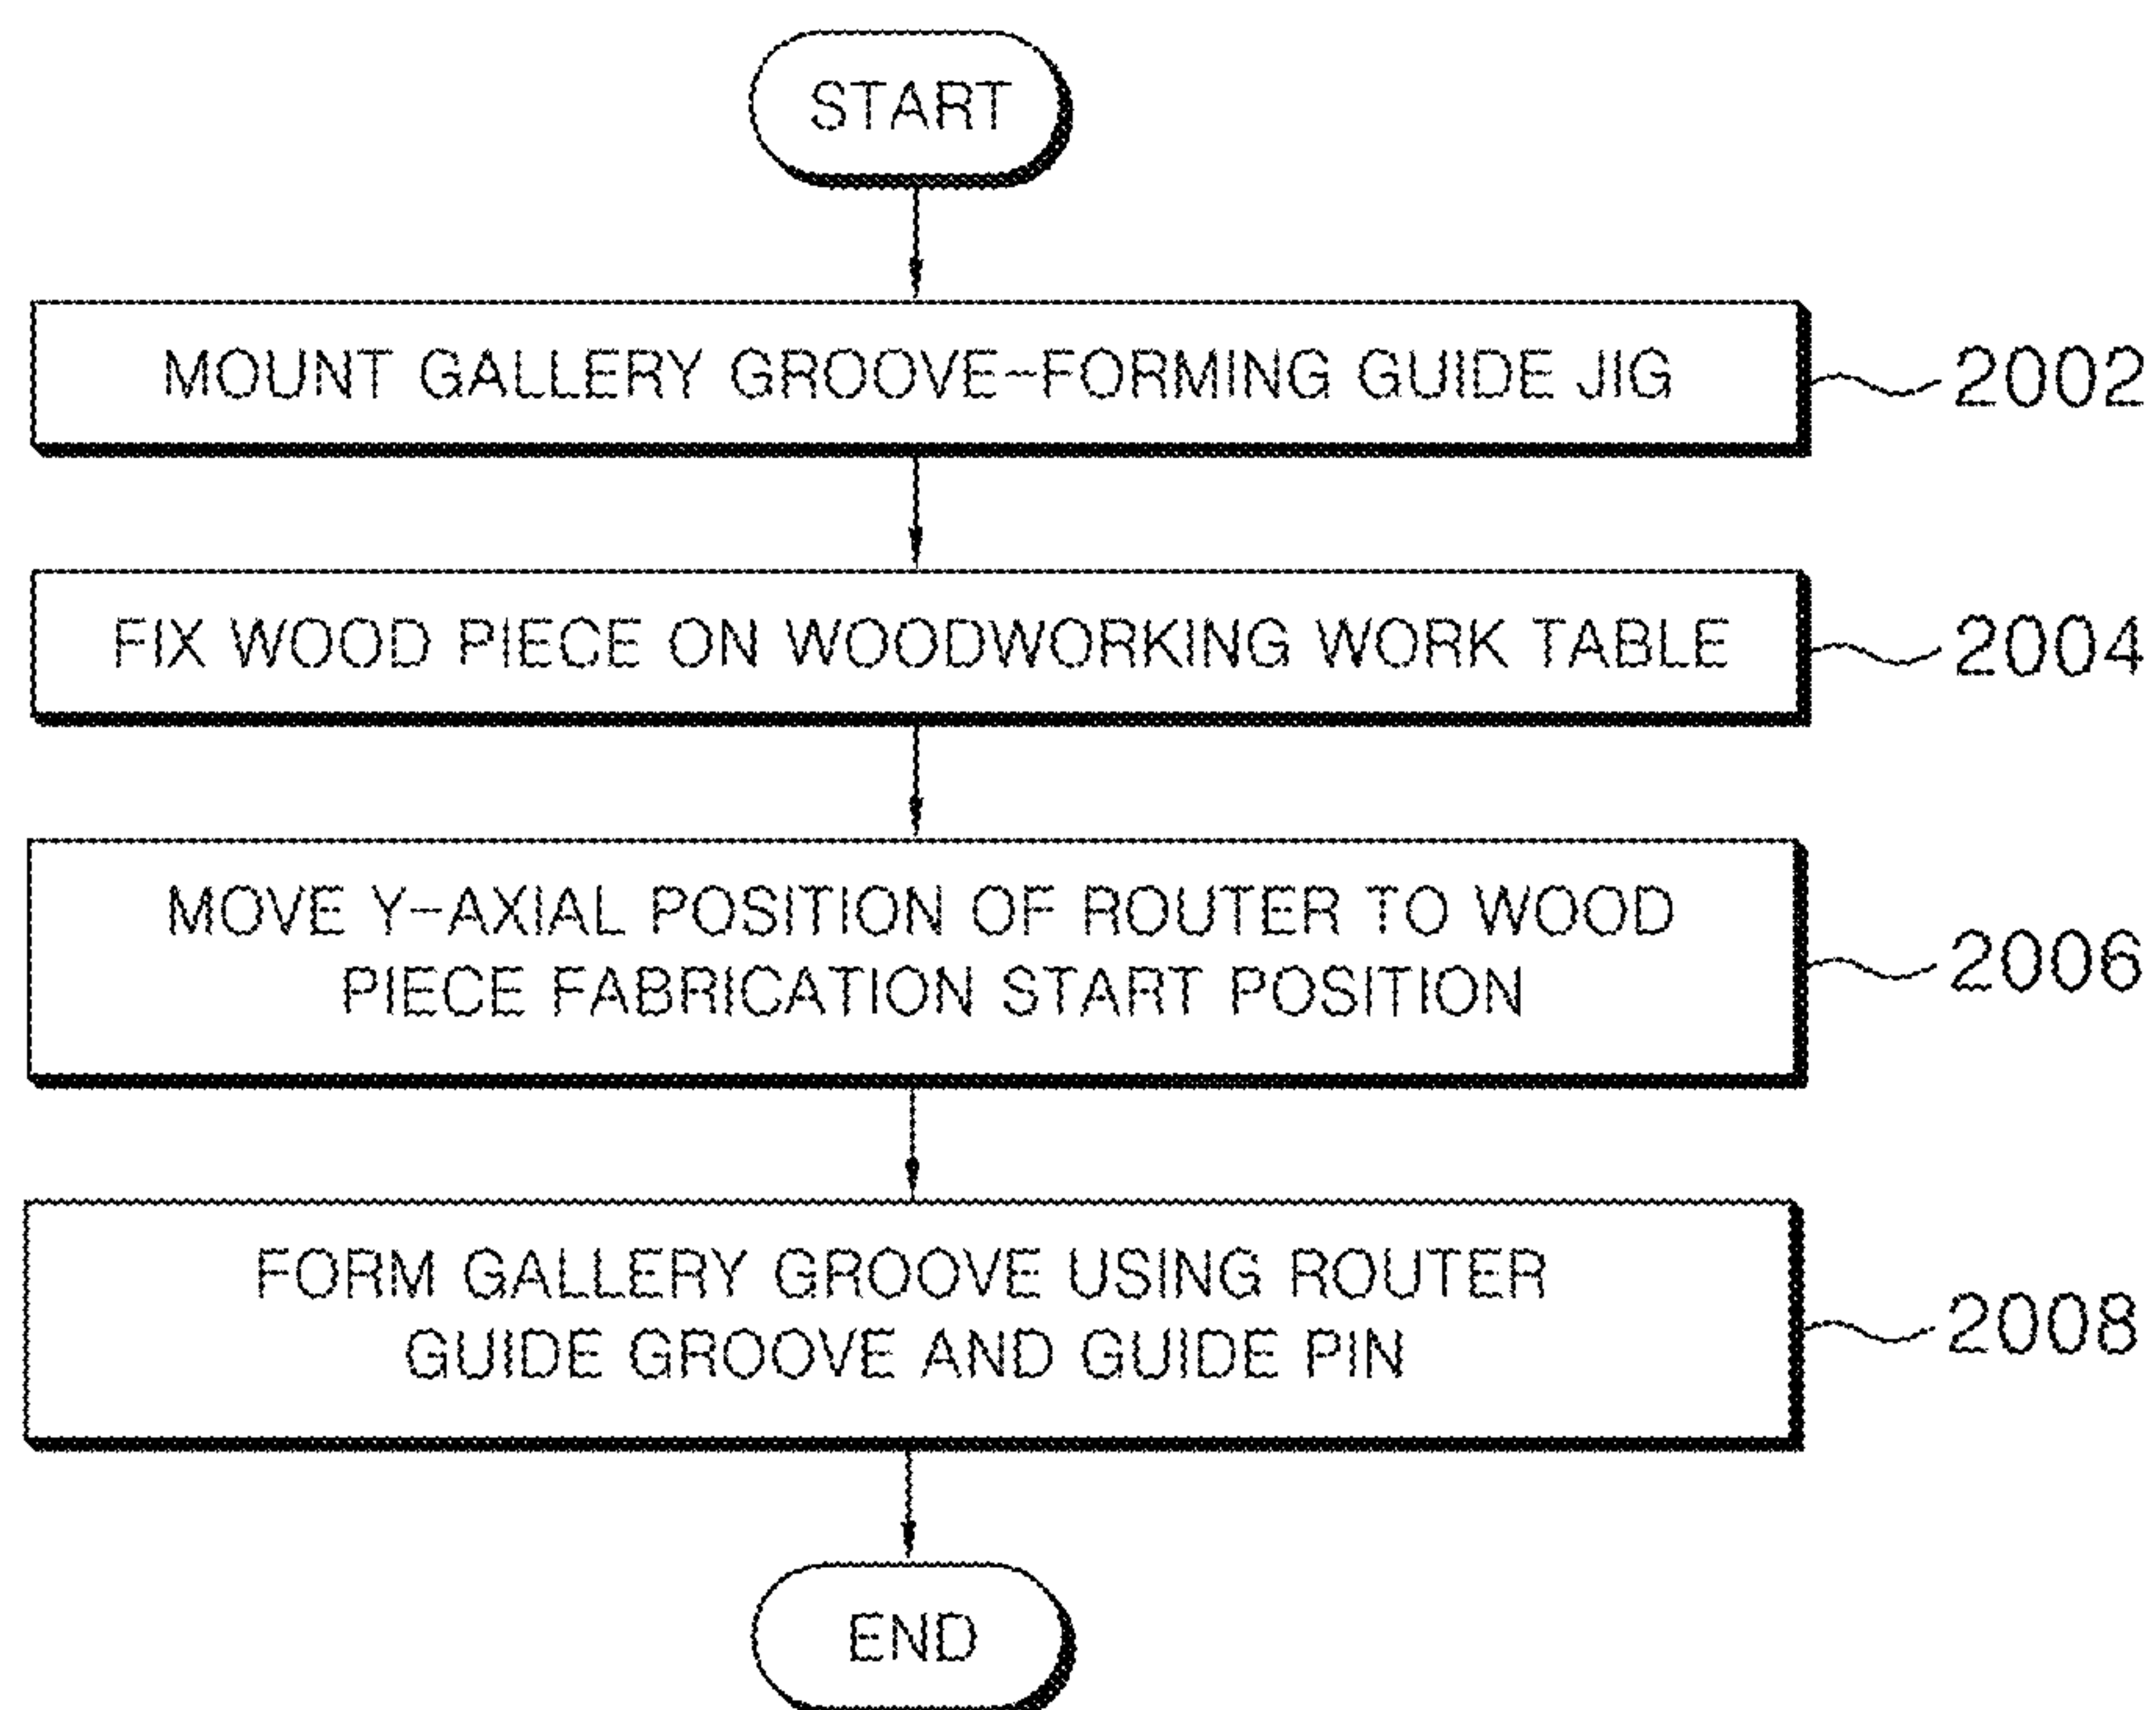 START
MOUNT GALLERY GROOVE-FORMING GUIDE JIG
2002
FIX WOOD PIECE ON WOODWORKING WORK TABLE
2004
MOVE Y-AXIAL POSITION OF ROUTER TO WOOD
PIECE FABRICATION START POSITION
2006
FORM GALLERY GROOVE USING ROUTER
GUIDE GROOVE AND GUIDE PIN
2008
END